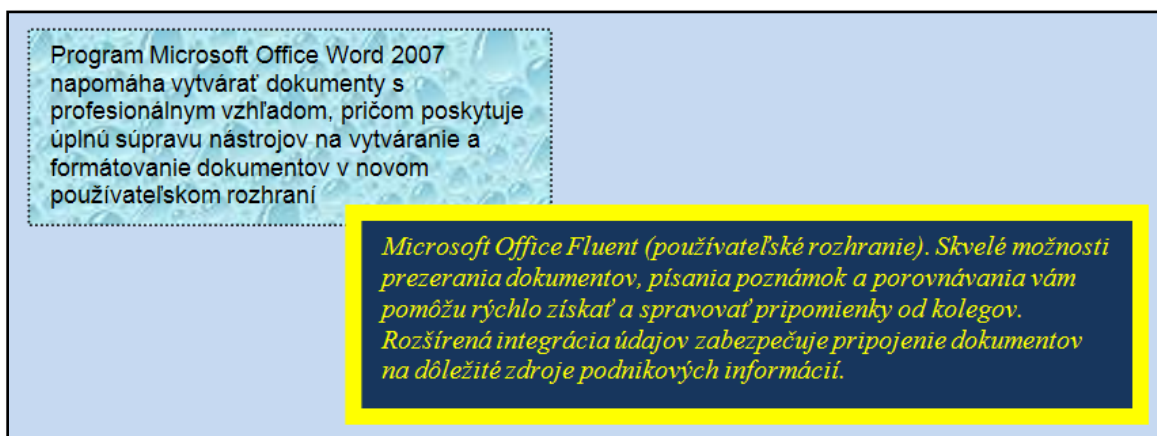 Program Microsoft Office Word 2007
napomáha vytvárať dokumenty s
profesionálnym vzhľadom, pričom poskytuje
úplnú súpravu nástrojov na vytváranie a
formátovanie dokumentov v novom
používateľskom rozhraní
Microsoft Office Fluent (používateľské rozhranie). Skvelé možnosti
prezerania dokumentov, písania poznámok a porovnávania vám
pomôžu rýchlo získať a spravovať pripomienky od kolegov.
Rozšírená integrácia údajov zabezpečuje pripojenie dokumentov
na dôležité zdroje podnikových informácií.